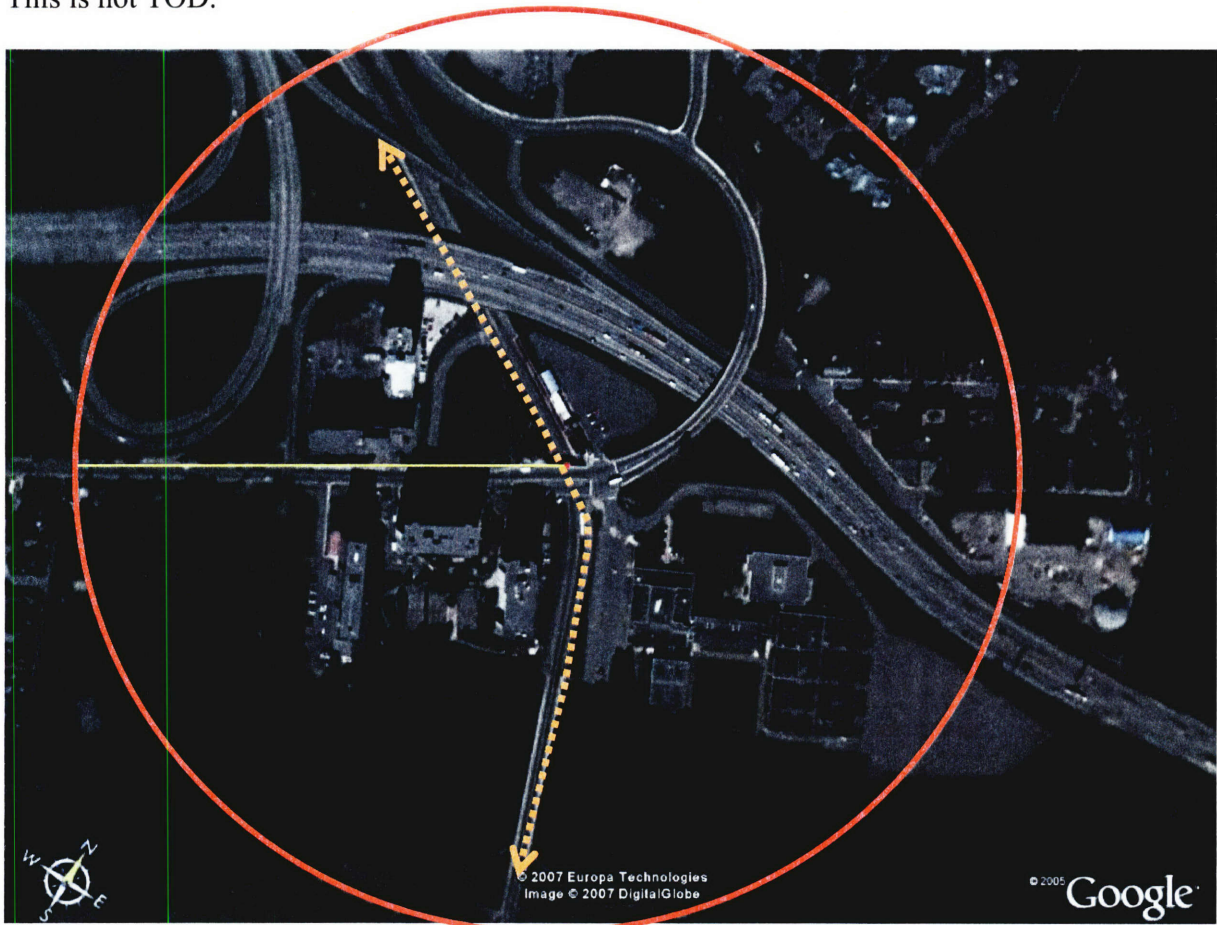 This is not TOD.
W N
S E
© 2007 Europa Technologies
Image © 2007 DigitalGlobe
© 2005 Google